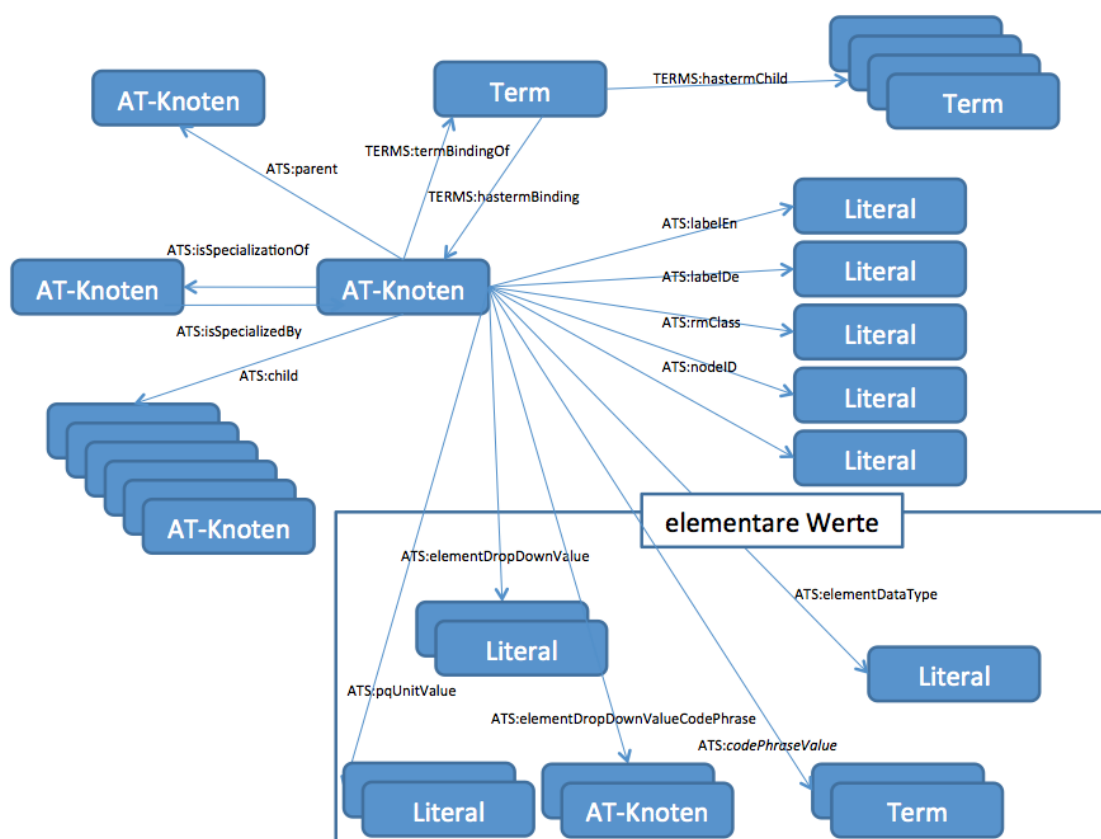 Term
TERMS:hastermChild
Term
AT-Knoten
TERMS:termBindingOf
ATS:parent
TERMS:hastermBinding
Literal
ATS:labelEn
ATS:isSpecializationOf
AT-Knoten
AT-Knoten
ATS:labelDe
Literal
ATS:isSpecializedBy
ATS:rmClass
Literal
ATS:child
ATS:nodeID
Literal
Literal
AT-Knoten
elementare Werte
ATS:elementDropDownValue
ATS:elementDataType
Literal
Literal
ATS:pqUnitValue
ATS:elementDropDownValueCodePhrase
ATS:codePhraseValue
Literal
AT-Knoten
Term